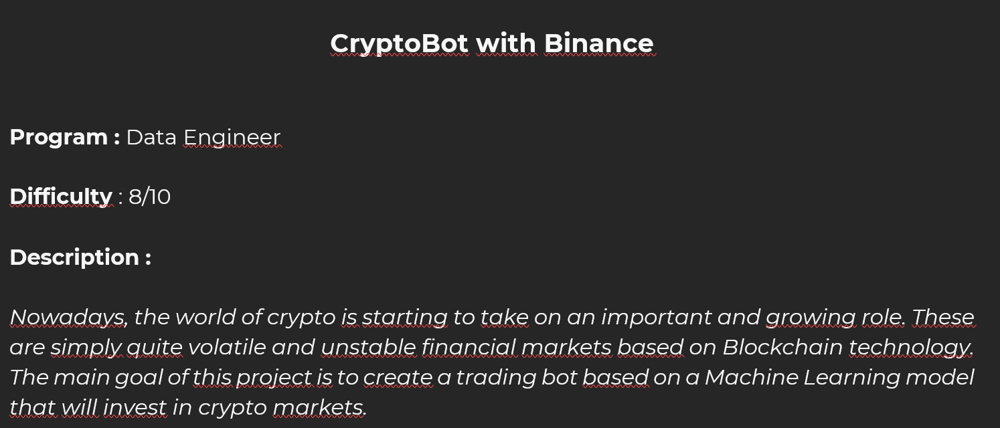 CryptoBot with Binance
Program : Data Engineer
Difficulty : 8/10
Description :
Nowadays, the world of crypto is starting to take on an important and growing role. These
are simply quite volatile and unstable financial markets based on Blockchain technology.
The main goal of this project is to create a trading bot based on a Machine Learning model
that will invest in crypto markets.